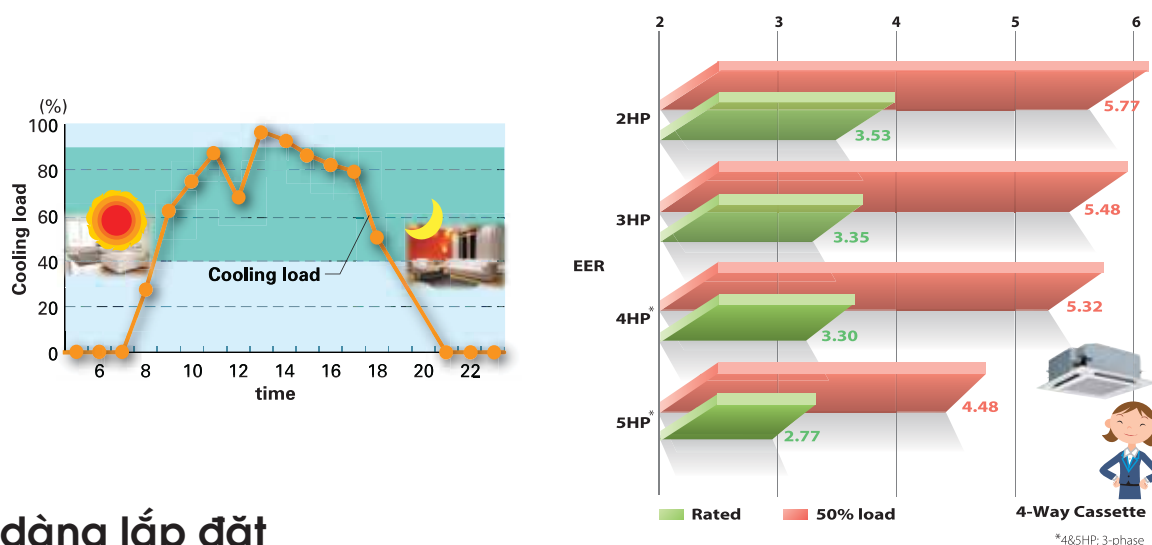 (%)
100
80
60
40
20
0
Cooling load
Cooling load
6 8 10 12 14 16 18 20 22
time
2 3 4 5 6
EER
2HP
5.77
3.53
3HP
5.48
3.35
4HP*
5.32
3.30
5HP*
4.48
2.77
Rated
50% load
4-Way Cassette
*4&5HP: 3-phase
dàng lắp đặt